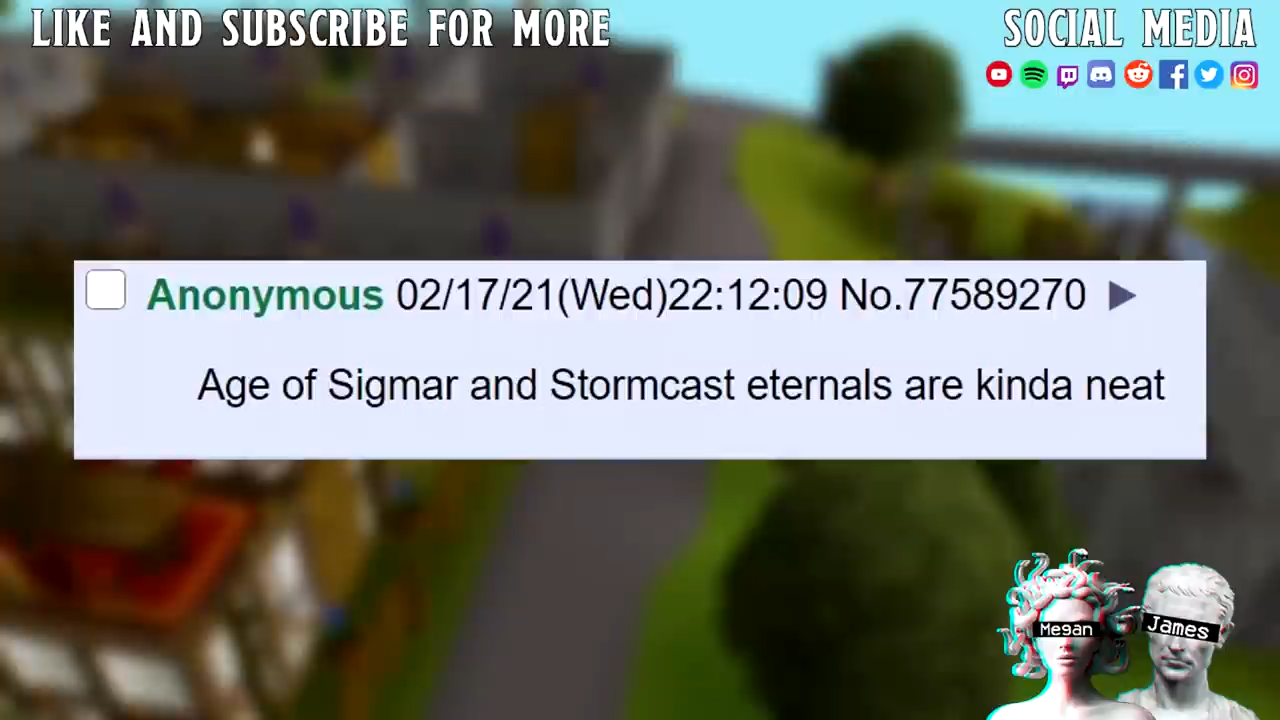 LIKE AND SUBSCRIBE FOR MORE
SOCIAL MEDIA
Anonymous 02/17/21(Wed)22:12:09 No.77589270
Age of Sigmar and Stormcast eternals are kinda neat
Megan
James